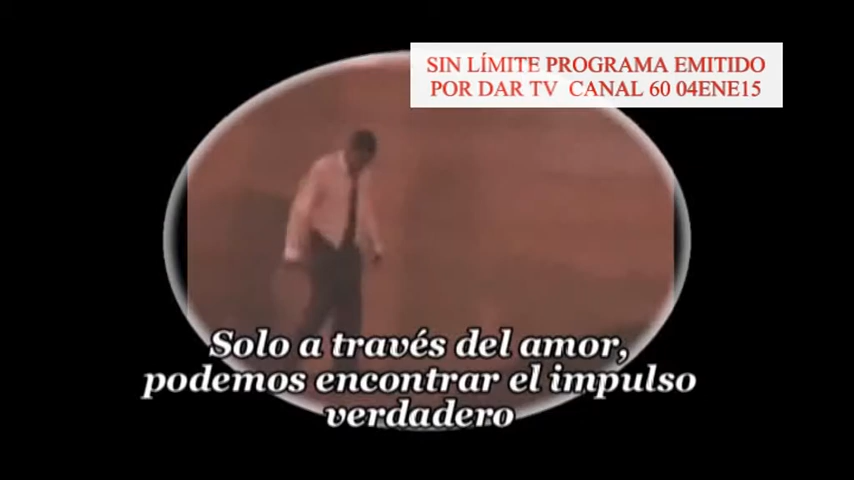 SIN LÍMITE PROGRAMA EMITIDO
POR DAR TV CANAL 60 04ENE15
Solo a través del amor,
podemos encontrar el impulso
verdadero